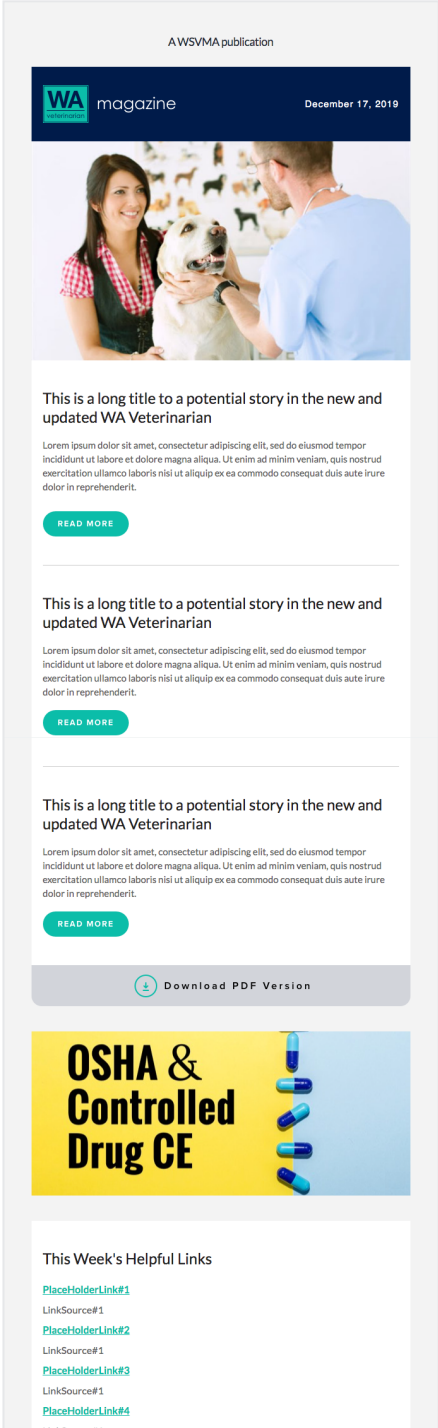 A WSVMA publication
WA
veterinarian
magazine
December 17, 2019
This is a long title to a potential story in the new and
updated WA Veterinarian
Lorem ipsum dolor sit amet, consectetur adipiscing elit, sed do eiusmod tempor
incididunt ut labore et dolore magna aliqua. Ut enim ad minim veniam, quis nostrud
exercitation ullamco laboris nisi ut aliquip ex ea commodo consequat duis aute irure
dolor in reprehenderit.
READ MORE
This is a long title to a potential story in the new and
updated WA Veterinarian
Lorem ipsum dolor sit amet, consectetur adipiscing elit, sed do eiusmod tempor
incididunt ut labore et dolore magna aliqua. Ut enim ad minim veniam, quis nostrud
exercitation ullamco laboris nisi ut aliquip ex ea commodo consequat duis aute irure
dolor in reprehenderit.
READ MORE
This is a long title to a potential story in the new and
updated WA Veterinarian
Lorem ipsum dolor sit amet, consectetur adipiscing elit, sed do eiusmod tempor
incididunt ut labore et dolore magna aliqua. Ut enim ad minim veniam, quis nostrud
exercitation ullamco laboris nisi ut aliquip ex ea commodo consequat duis aute irure
dolor in reprehenderit.
READ MORE
Download PDF Version
OSHA &
Controlled
Drug CE
This Week's Helpful Links
PlaceHolderLink#1
LinkSource#1
PlaceHolderLink#2
LinkSource#1
PlaceHolderLink#3
LinkSource#1
PlaceHolderLink#4